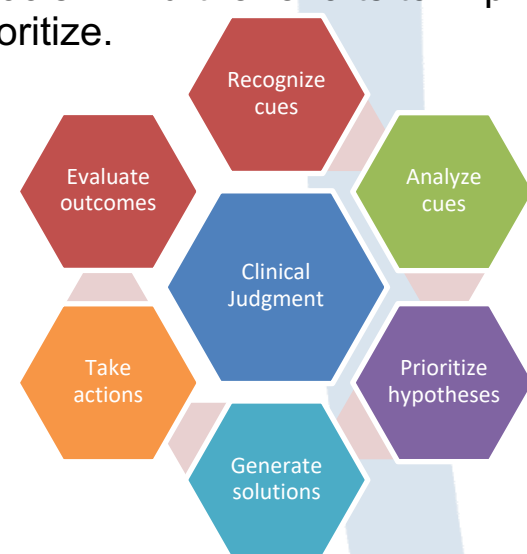 oritize.
Recognize
cues
Analyze
cues
Prioritize
hypotheses
Generate
solutions
Take
actions
Evaluate
outcomes
Clinical
Judgment